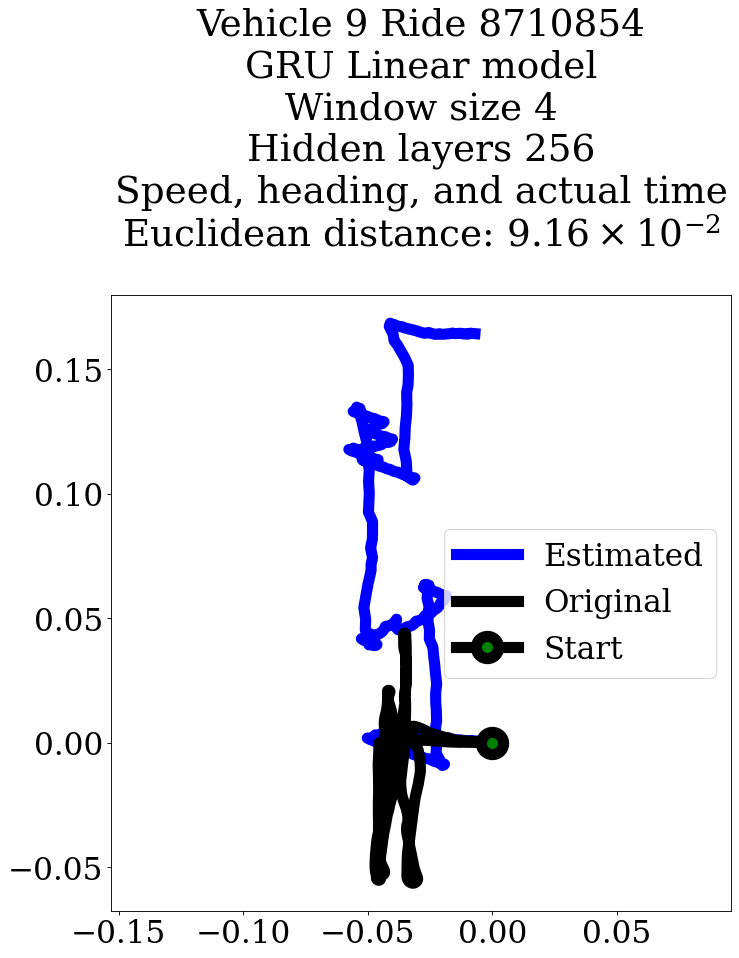 Vehicle 9 Ride 8710854
GRU Linear model
Window size 4
Hidden layers 256
Speed, heading, and actual time
Euclidean distance: 9.16 × 10⁻²
0.15
0.10
0.05
0.00
−0.05
Estimated
Original
Start
−0.15 −0.10 −0.05 0.00 0.05